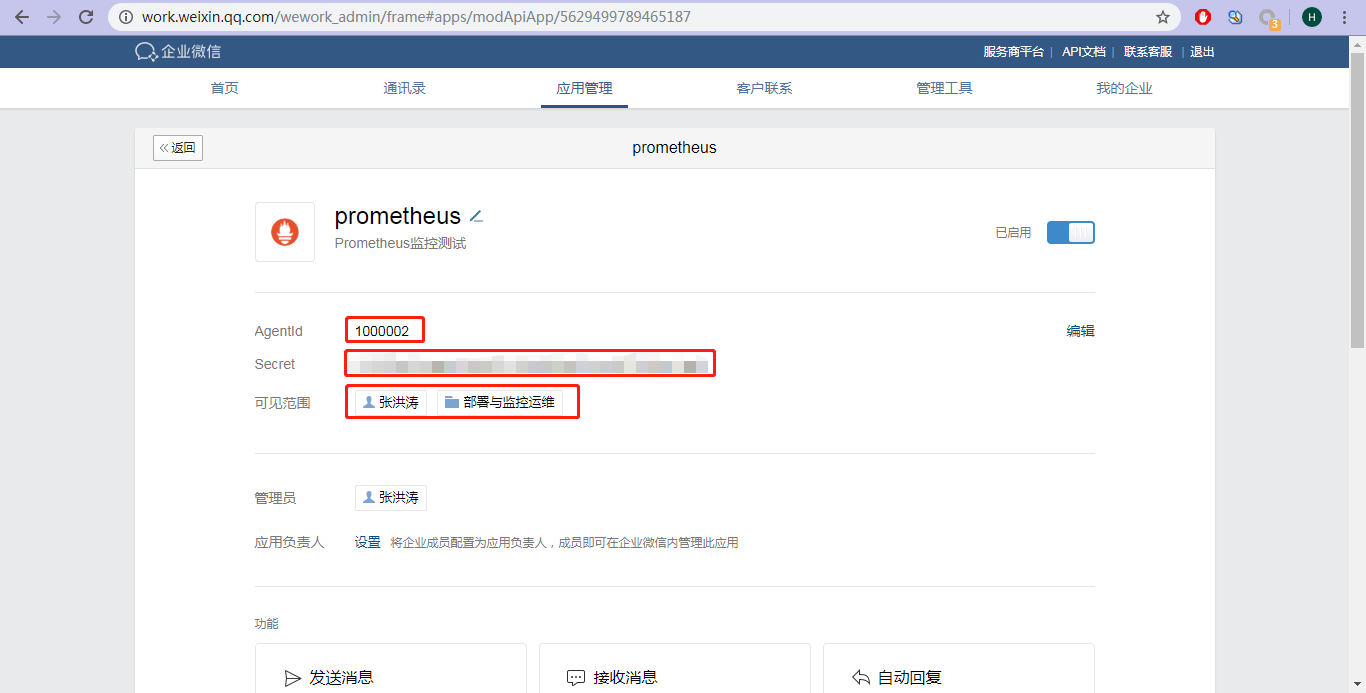 work.weixin.qq.com/wework_admin/frame#apps/modApiApp/5629499789465187
3
H
企业微信
服务商平台 | API文档 | 联系客服 | 退出
首页 通讯录 应用管理 客户联系 管理工具 我的企业
<< 返回
prometheus
prometheus
Prometheus监控测试
已启用
AgentId 1000002 编辑
Secret
可见范围 张洪涛 部署与监控运维
管理员 张洪涛
应用负责人 设置 将企业成员配置为应用负责人，成员即可在企业微信内管理此应用
功能
发送消息 接收消息 自动回复